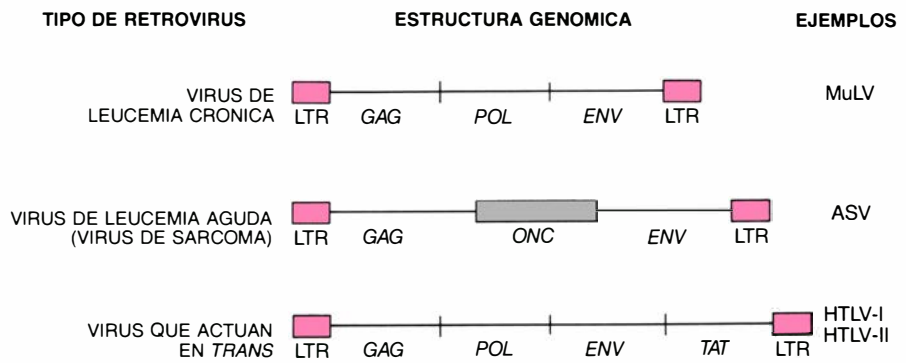 TIPO DE RETROVIRUS ESTRUCTURA GENOMICA EJEMPLOS
VIRUS DE
LEUCEMIA CRONICA
LTR GAG POL ENV LTR
MuLV
VIRUS DE LEUCEMIA AGUDA
(VIRUS DE SARCOMA)
LTR GAG ONC ENV LTR
ASV
VIRUS QUE ACTUAN
EN TRANS
LTR GAG POL ENV TAT LTR
HTLV-I
HTLV-II